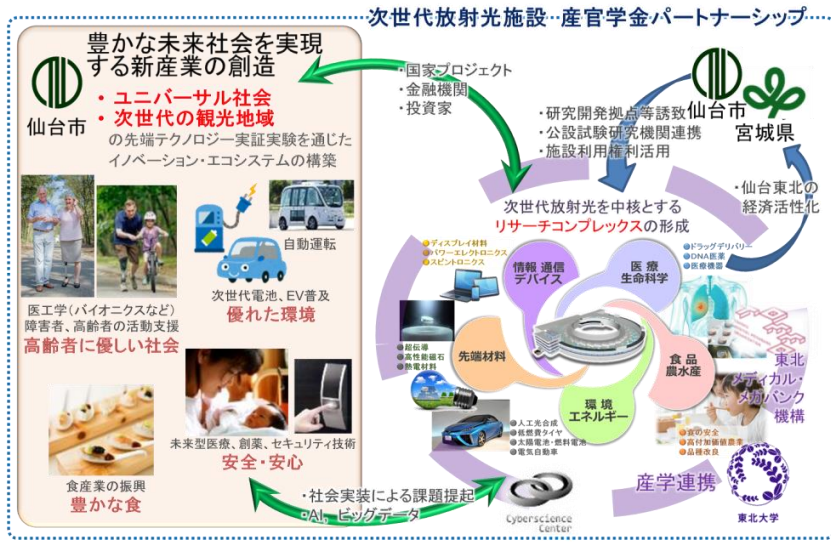 次世代放射光施設 産官学金パートナーシップ
豊かな未来社会を実現
する新産業の創造
仙台市
・ユニバーサル社会
・次世代の観光地域
の先端テクノロジー実証実験を通じた
イノベーション・エコシステムの構築
自動運転
次世代電池、EV普及
優れた環境
医工学(バイオニクスなど)
障害者、高齢者の活動支援
高齢者に優しい社会
未来型医療、創薬、セキュリティ技術
安全・安心
食産業の振興
豊かな食
・国家プロジェクト
・金融機関
・投資家
・研究開発拠点等誘致
・公設試験研究機関連携
・施設利用権利活用
仙台市
宮城県
・仙台東北の
経済活性化
次世代放射光を中核とする
リサーチコンプレックスの形成
ディスプレイ材料
パワーエレクトロニクス
スピントロニクス
情報 通信
デバイス
医 療
生命科学
ドラッグデリバリー
DNA医薬
医療機器
超伝導
高性能磁石
熱電材料
先端材料
食 品
農水産
環 境
エネルギー
東北
メディカル・
メガバンク
機構
人工光合成
低燃費タイヤ
太陽電池・燃料電池
電気自動車
食の安全
高付加価値農業
品種改良
産学連携
東北大学
・社会実装による課題提起
・AI, ビッグデータ
Cyberscience
Center